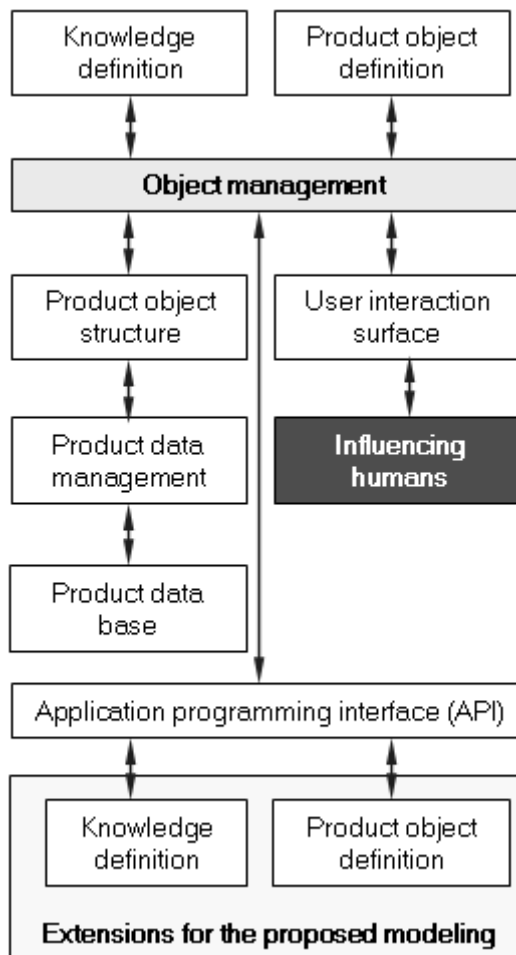 Knowledge
definition
Product object
definition
Object management
Product object
structure
User interaction
surface
Product data
management
Influencing
humans
Product data
base
Application programming interface (API)
Knowledge
definition
Product object
definition
Extensions for the proposed modeling